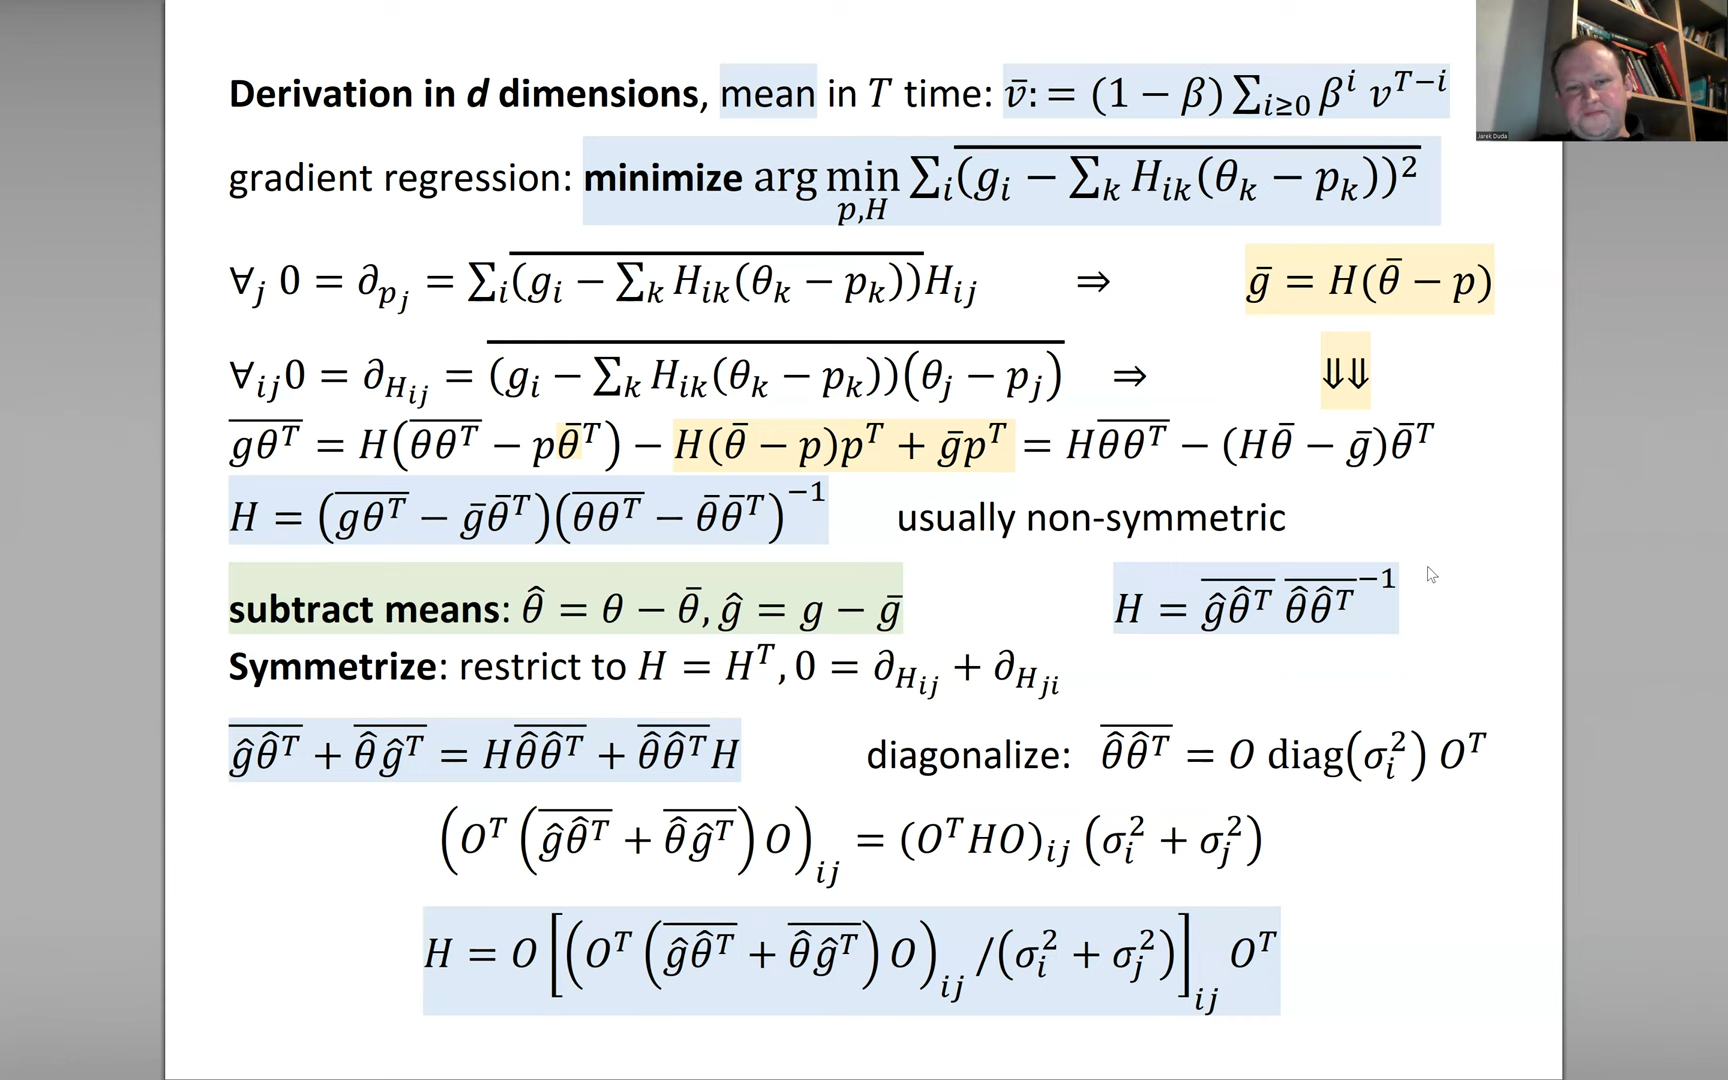 Derivation in d dimensions, mean in T time: v̄: = (1 − β) ∑_{i≥0} β^i v^{T−i}
Jarek Duda
gradient regression: minimize arg min_{p,H} ∑_i \overline{(g_i − ∑_k H_{ik}(θ_k − p_k))^2}
∀_j 0 = ∂_{p_j} = ∑_i \overline{(g_i − ∑_k H_{ik}(θ_k − p_k))}H_{ij} ⇒ ḡ = H(θ̄ − p)
∀_{ij}0 = ∂_{H_{ij}} = \overline{(g_i − ∑_k H_{ik}(θ_k − p_k))(θ_j − p_j)} ⇒ ⇓⇓
\overline{gθ^T} = H(\overline{θθ^T} − pθ̄^T) − H(θ̄ − p)p^T + ḡp^T = H\overline{θθ^T} − (Hθ̄ − ḡ)θ̄^T
H = (\overline{gθ^T} − ḡθ̄^T)(\overline{θθ^T} − θ̄θ̄^T)^{−1} usually non-symmetric
subtract means: θ̂ = θ − θ̄, ĝ = g − ḡ H = \overline{ĝθ̂^T} \overline{θ̂θ̂^T}^{−1}
Symmetrize: restrict to H = H^T, 0 = ∂_{H_{ij}} + ∂_{H_{ji}}
\overline{ĝθ̂^T} + \overline{θ̂ĝ^T} = H\overline{θ̂θ̂^T} + \overline{θ̂θ̂^T}H diagonalize: \overline{θ̂θ̂^T} = O diag(σ_i^2) O^T
(O^T (\overline{ĝθ̂^T} + \overline{θ̂ĝ^T}) O)_{ij} = (O^T HO)_{ij} (σ_i^2 + σ_j^2)
H = O [(O^T (\overline{ĝθ̂^T} + \overline{θ̂ĝ^T}) O)_{ij} /(σ_i^2 + σ_j^2)]_{ij} O^T